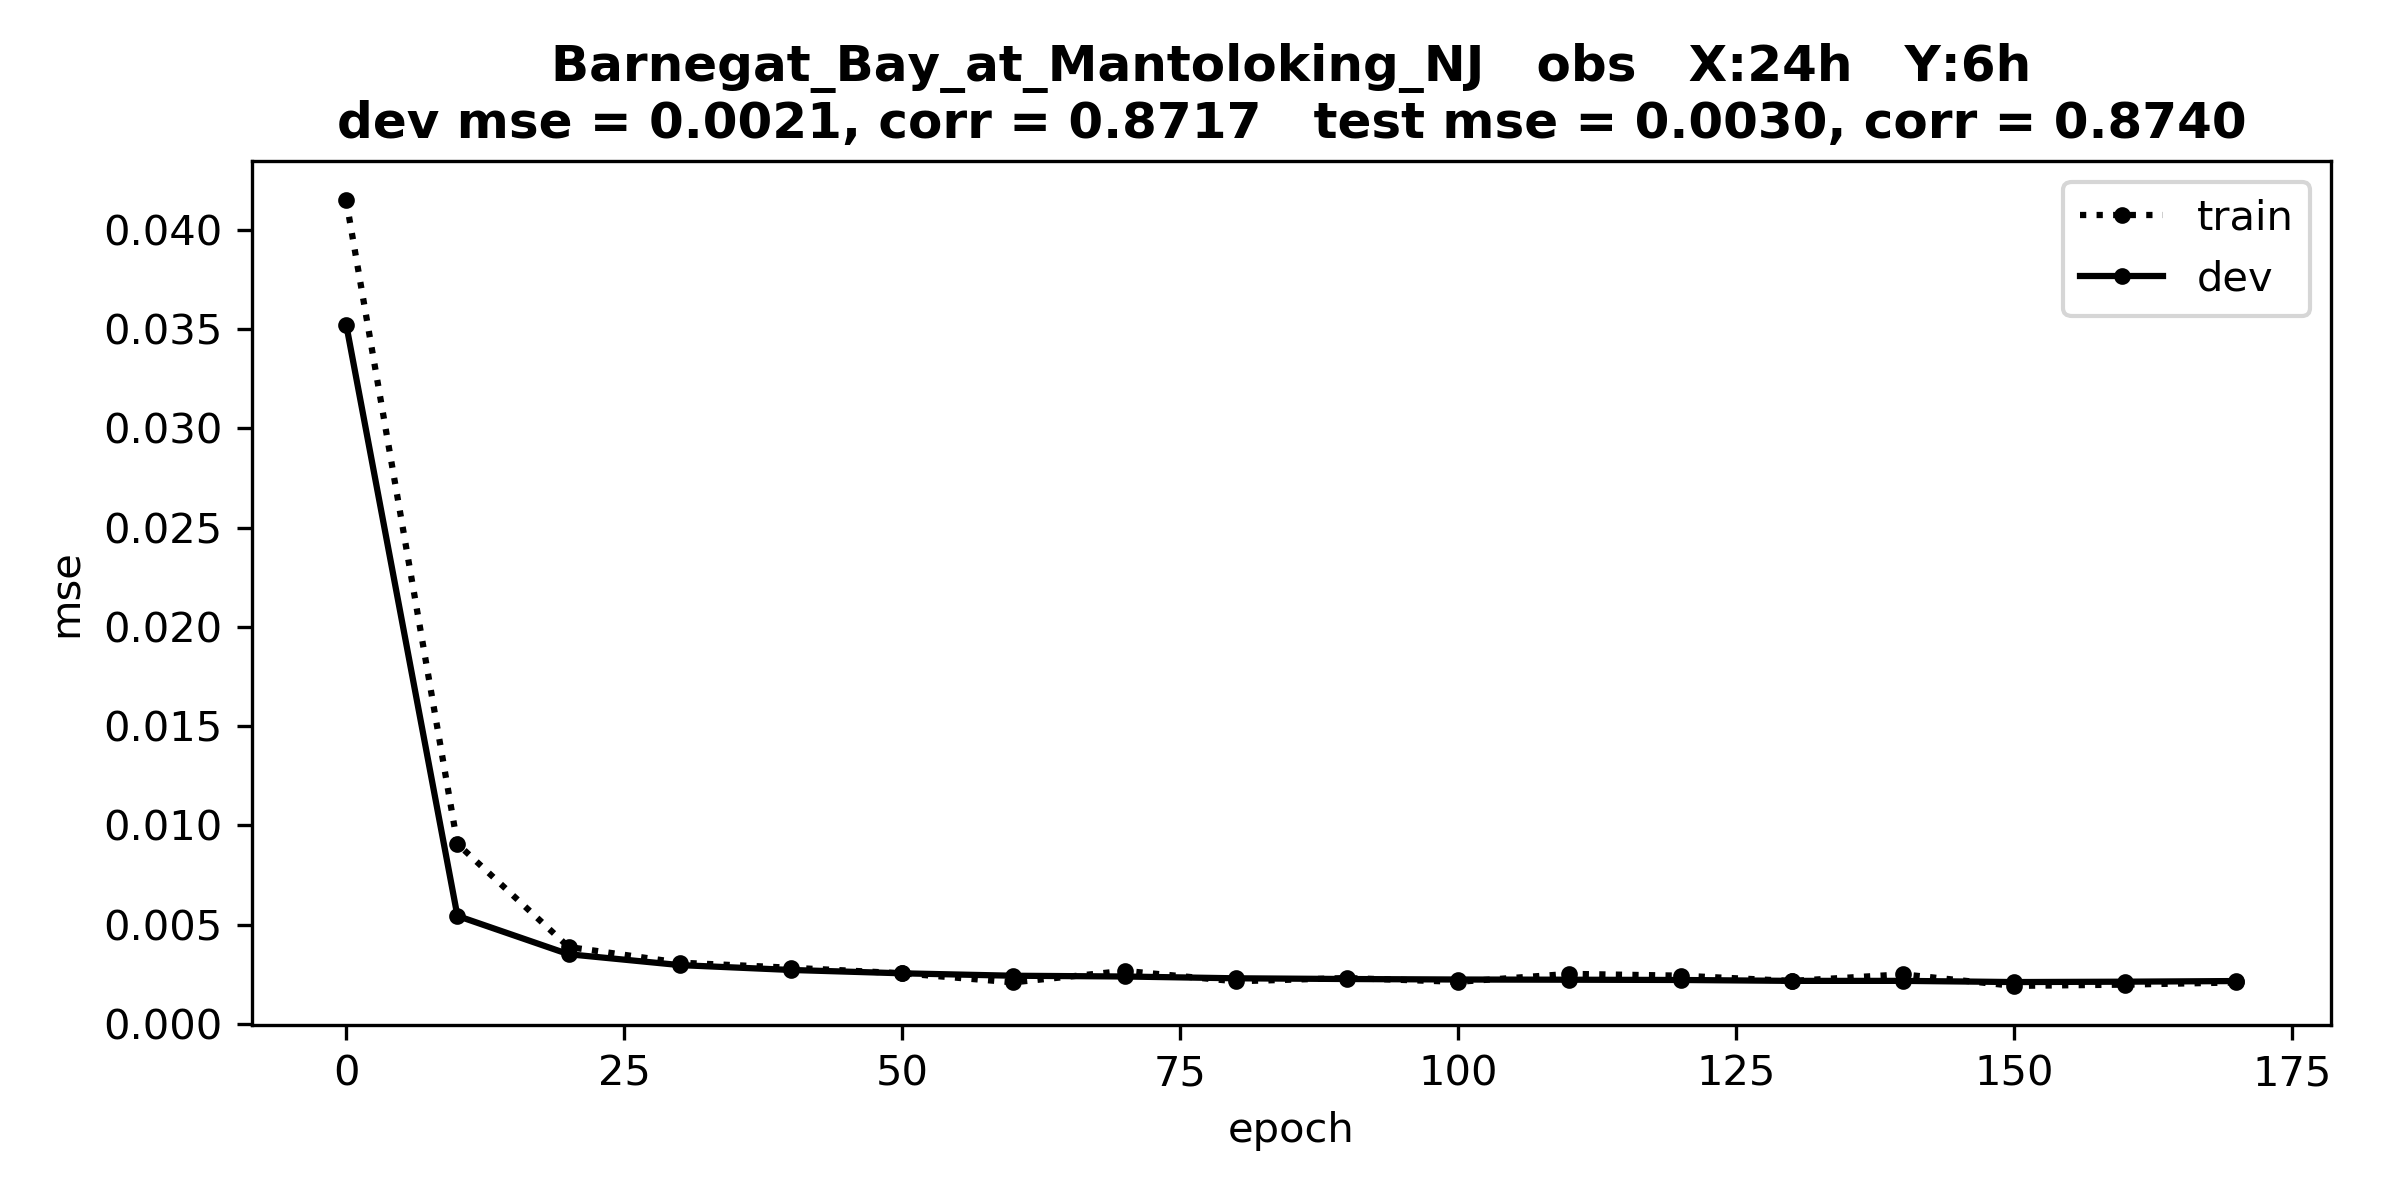 Barnegat_Bay_at_Mantoloking_NJ   obs   X:24h   Y:6h
dev mse = 0.0021, corr = 0.8717   test mse = 0.0030, corr = 0.8740
train
dev
0.040
0.035
0.030
0.025
0.020
0.015
0.010
0.005
0.000
mse
0 25 50 75 100 125 150 175
epoch